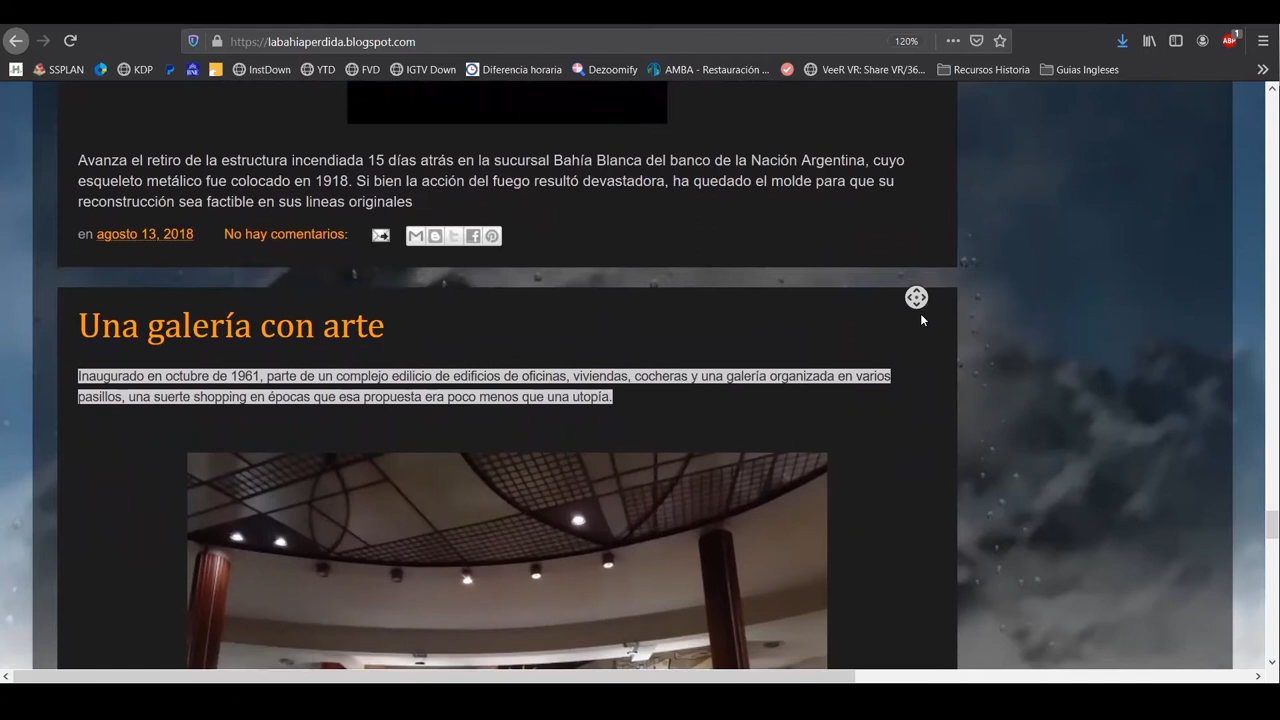 https://labahiaperdida.blogspot.com
120%
ABP
1
H SSPLAN KDP BNE InstDown YTD FVD IGTV Down Diferencia horaria Dezoomify AMBA - Restauración ... VeeR VR: Share VR/36... Recursos Historia Guias Ingleses
Avanza el retiro de la estructura incendiada 15 días atrás en la sucursal Bahía Blanca del banco de la Nación Argentina, cuyo
esqueleto metálico fue colocado en 1918. Si bien la acción del fuego resultó devastadora, ha quedado el molde para que su
reconstrucción sea factible en sus lineas originales
en agosto 13, 2018 No hay comentarios:
Una galería con arte
Inaugurado en octubre de 1961, parte de un complejo edilicio de edificios de oficinas, viviendas, cocheras y una galería organizada en varios
pasillos, una suerte shopping en épocas que esa propuesta era poco menos que una utopía.